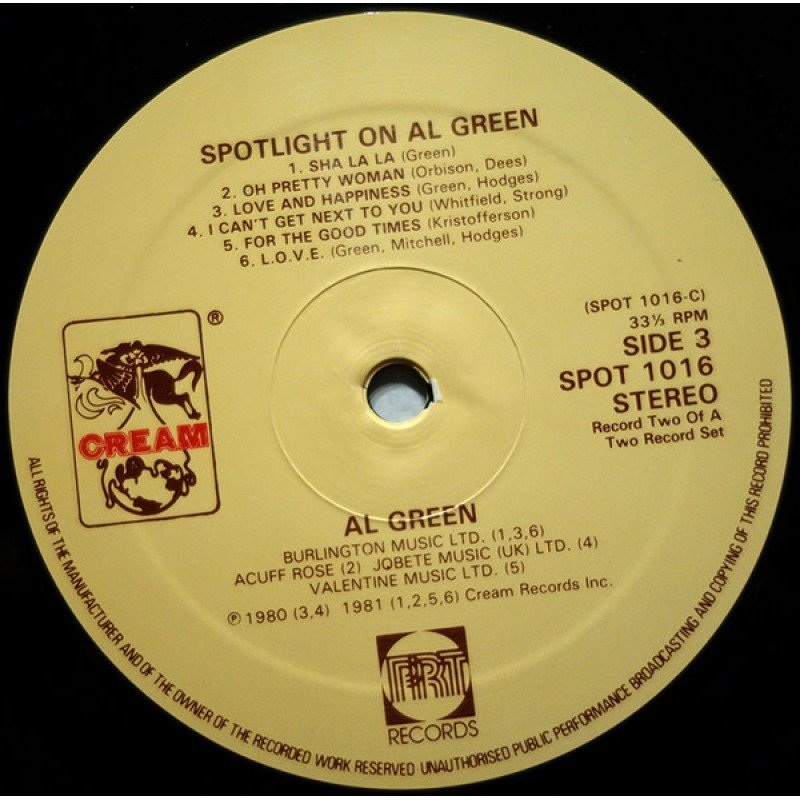 SPOTLIGHT ON AL GREEN
1. SHA LA LA (Green)
2. OH PRETTY WOMAN (Orbison, Dees)
3. LOVE AND HAPPINESS (Green, Hodges)
4. I CAN'T GET NEXT TO YOU (Whitfield, Strong)
5. FOR THE GOOD TIMES (Kristofferson)
6. L.O.V.E. (Green, Mitchell, Hodges)
®
CREAM
(SPOT 1016-C)
33⅓ RPM
SIDE 3
SPOT 1016
STEREO
Record Two Of A
Two Record Set
AL GREEN
BURLINGTON MUSIC LTD. (1,3,6)
ACUFF ROSE (2) JQBETE MUSIC (UK) LTD. (4)
VALENTINE MUSIC LTD. (5)
℗ 1980 (3,4) 1981 (1,2,5,6) Cream Records Inc.
PRT
RECORDS
ALL RIGHTS OF THE MANUFACTURER AND OF THE OWNER OF THE RECORDED WORK RESERVED UNAUTHORISED PUBLIC PERFORMANCE BROADCASTING AND COPYING OF THIS RECORD PROHIBITED